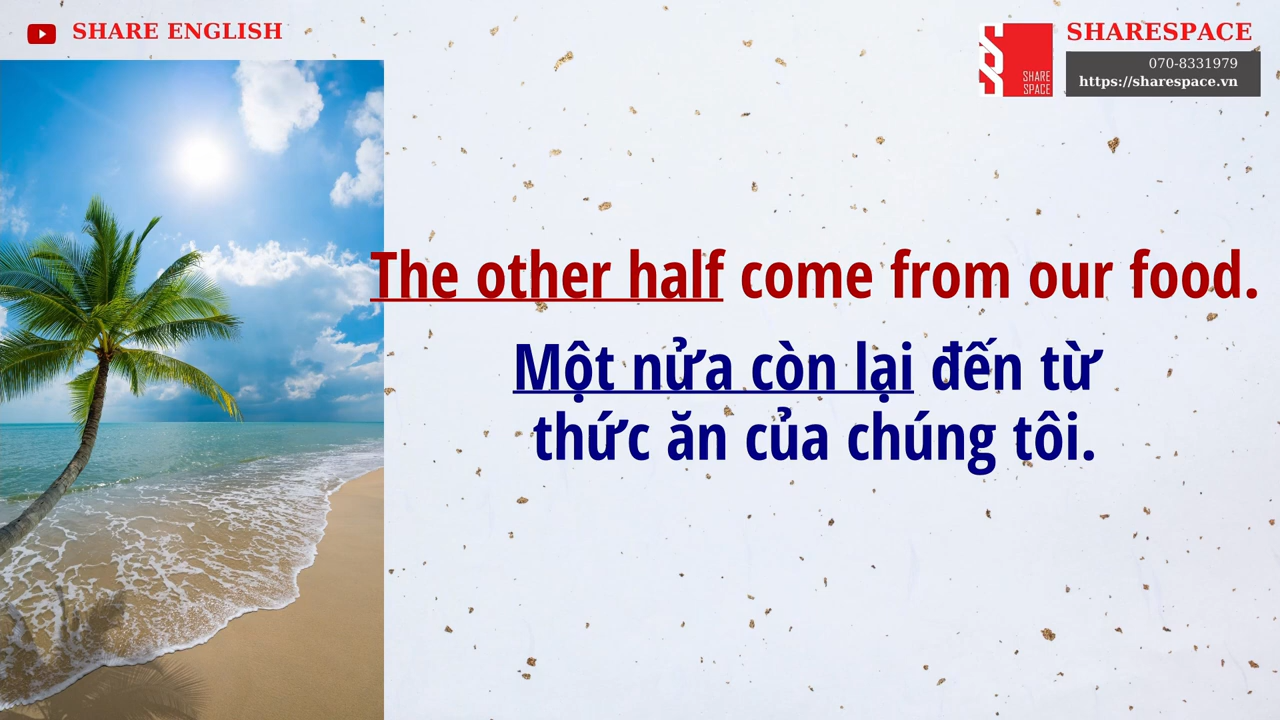 SHARE ENGLISH
SHARESPACE
070-8331979
https://sharespace.vn
SHARE
SPACE
The other half come from our food.
Một nửa còn lại đến từ
thức ăn của chúng tôi.